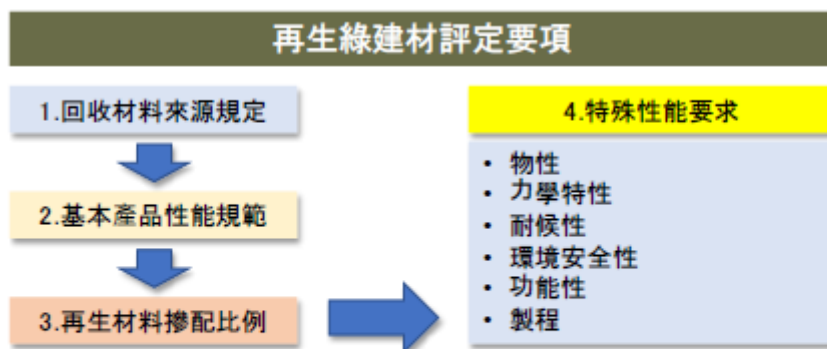 再生綠建材評定要項
1.回收材料來源規定
2.基本產品性能規範
3.再生材料摻配比例
4.特殊性能要求
• 物性
• 力學特性
• 耐候性
• 環境安全性
• 功能性
• 製程